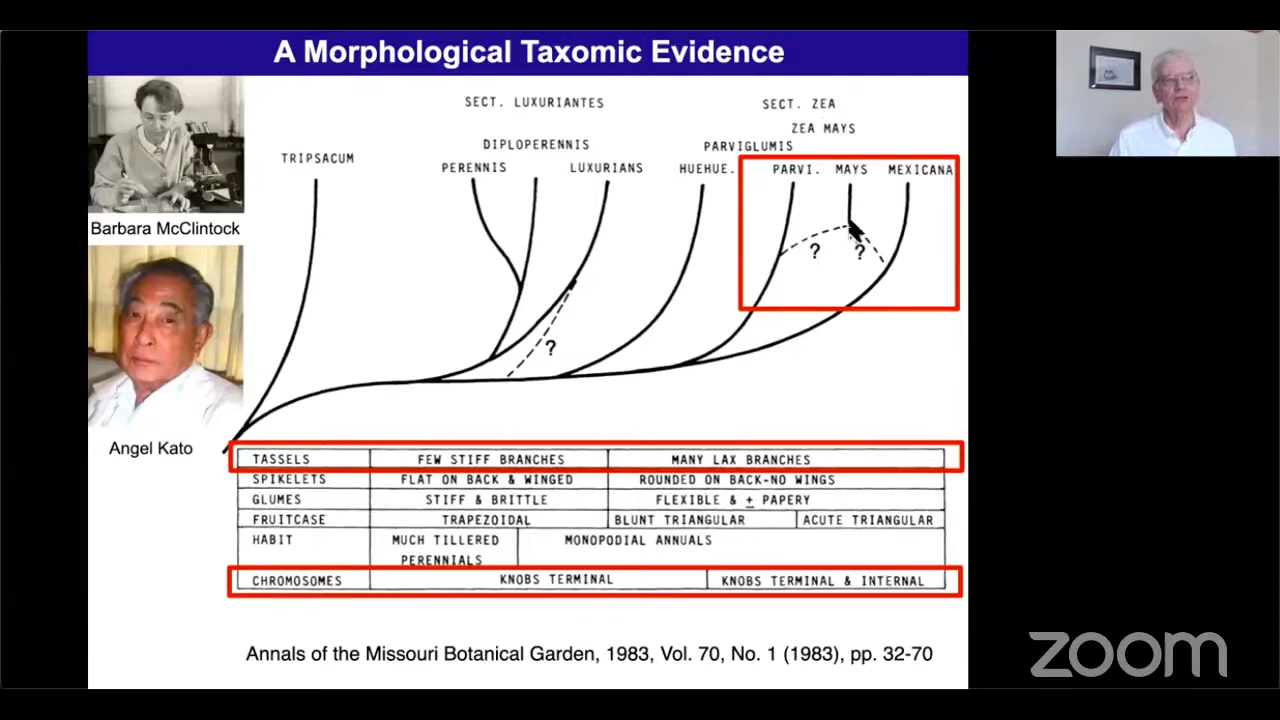 A Morphological Taxomic Evidence
SECT. LUXURIANTES
SECT. ZEA
ZEA MAYS
DIPLOPERENNIS
PARVIGLUMIS
TRIPSACUM
PERENNIS
LUXURIANS
HUEHUE.
PARVI.
MAYS
MEXICANA
Barbara McClintock
? ?
?
Angel Kato
TASSELS FEW STIFF BRANCHES MANY LAX BRANCHES
SPIKELETS FLAT ON BACK & WINGED ROUNDED ON BACK-NO WINGS
GLUMES STIFF & BRITTLE FLEXIBLE & ± PAPERY
FRUITCASE TRAPEZOIDAL BLUNT TRIANGULAR ACUTE TRIANGULAR
HABIT MUCH TILLERED MONOPODIAL ANNUALS
PERENNIALS
CHROMOSOMES KNOBS TERMINAL KNOBS TERMINAL & INTERNAL
Annals of the Missouri Botanical Garden, 1983, Vol. 70, No. 1 (1983), pp. 32-70
zoom